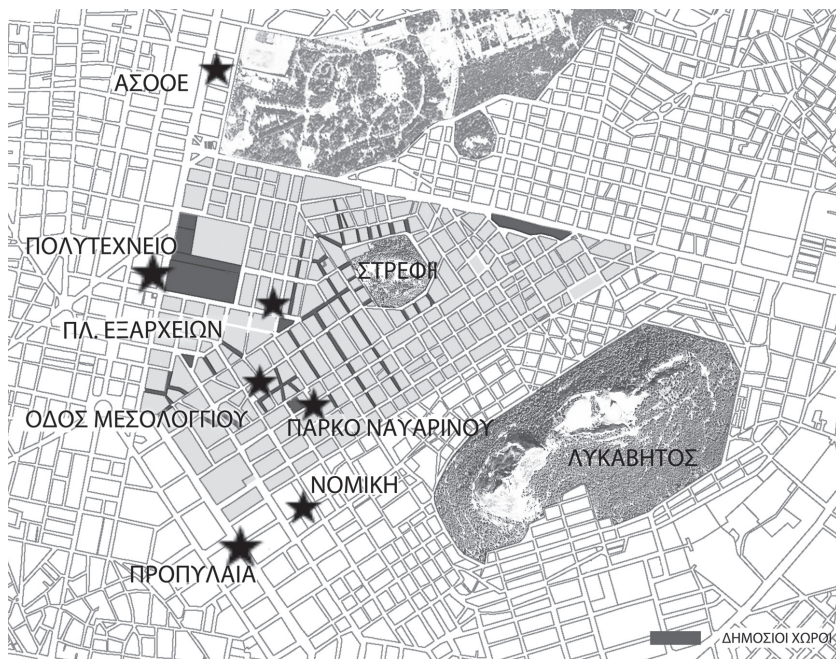 ΑΣΟΟΕ
ΠΟΛΥΤΕΧΝΕΙΟ
ΣΤΡΕΦΗ
ΠΛ. ΕΞΑΡΧΕΙΩΝ
ΟΔΟΣ ΜΕΣΟΛΟΓΓΙΟΥ
ΠΑΡΚΟ ΝΑΥΑΡΙΝΟΥ
ΛΥΚΑΒΗΤΟΣ
ΝΟΜΙΚΗ
ΠΡΟΠΥΛΑΙΑ
ΔΗΜΟΣΙΟΙ ΧΩΡΟΙ